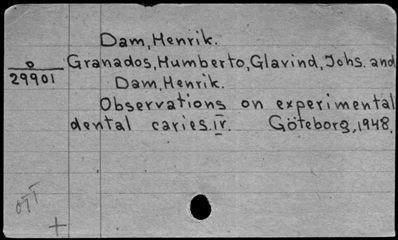 Dam, Henrik.
o Granados, Humberto, Glavind, Johs. and
29901 Dam, Henrik.
Observations on experimental
dental caries. IV. Göteborg, 1948.